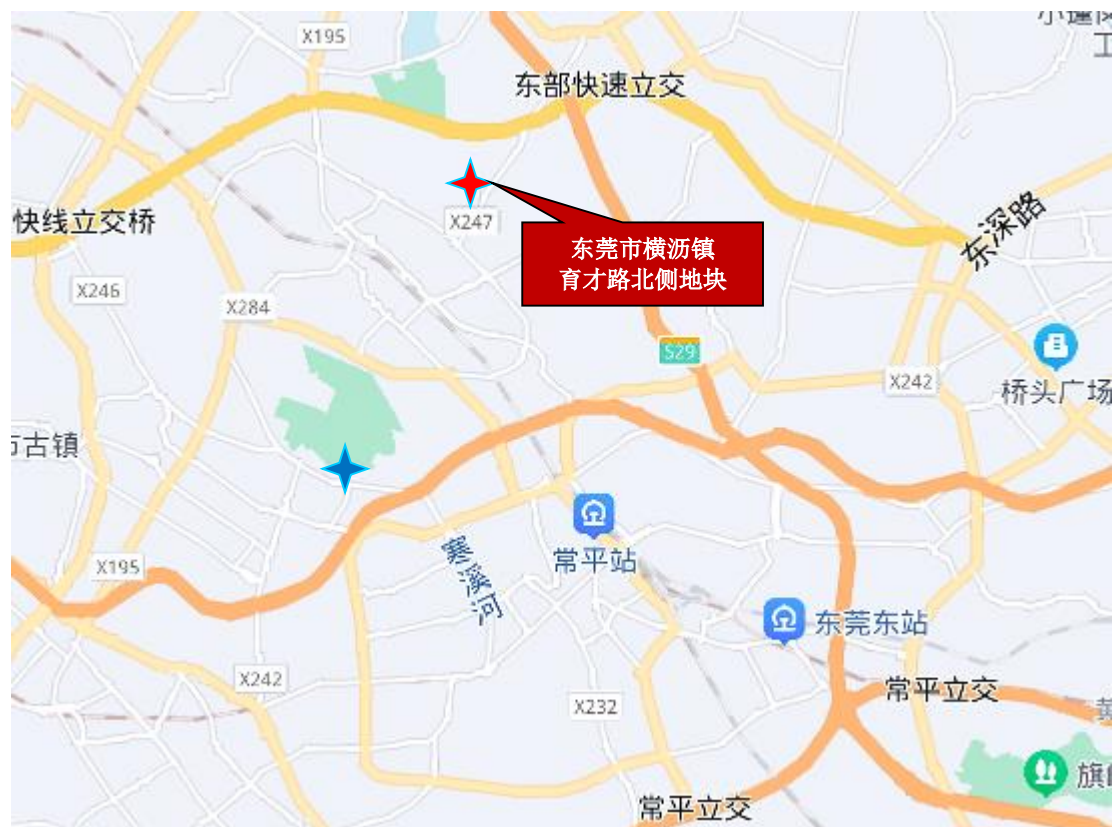 X195
东部快速立交
快线立交桥
X247
东深路
东莞市横沥镇
育才路北侧地块
X246
X284
S29
X242
桥头广场
古镇
常平站
寒溪河
X195
东莞东站
X242
常平立交
X232
旗
常平立交